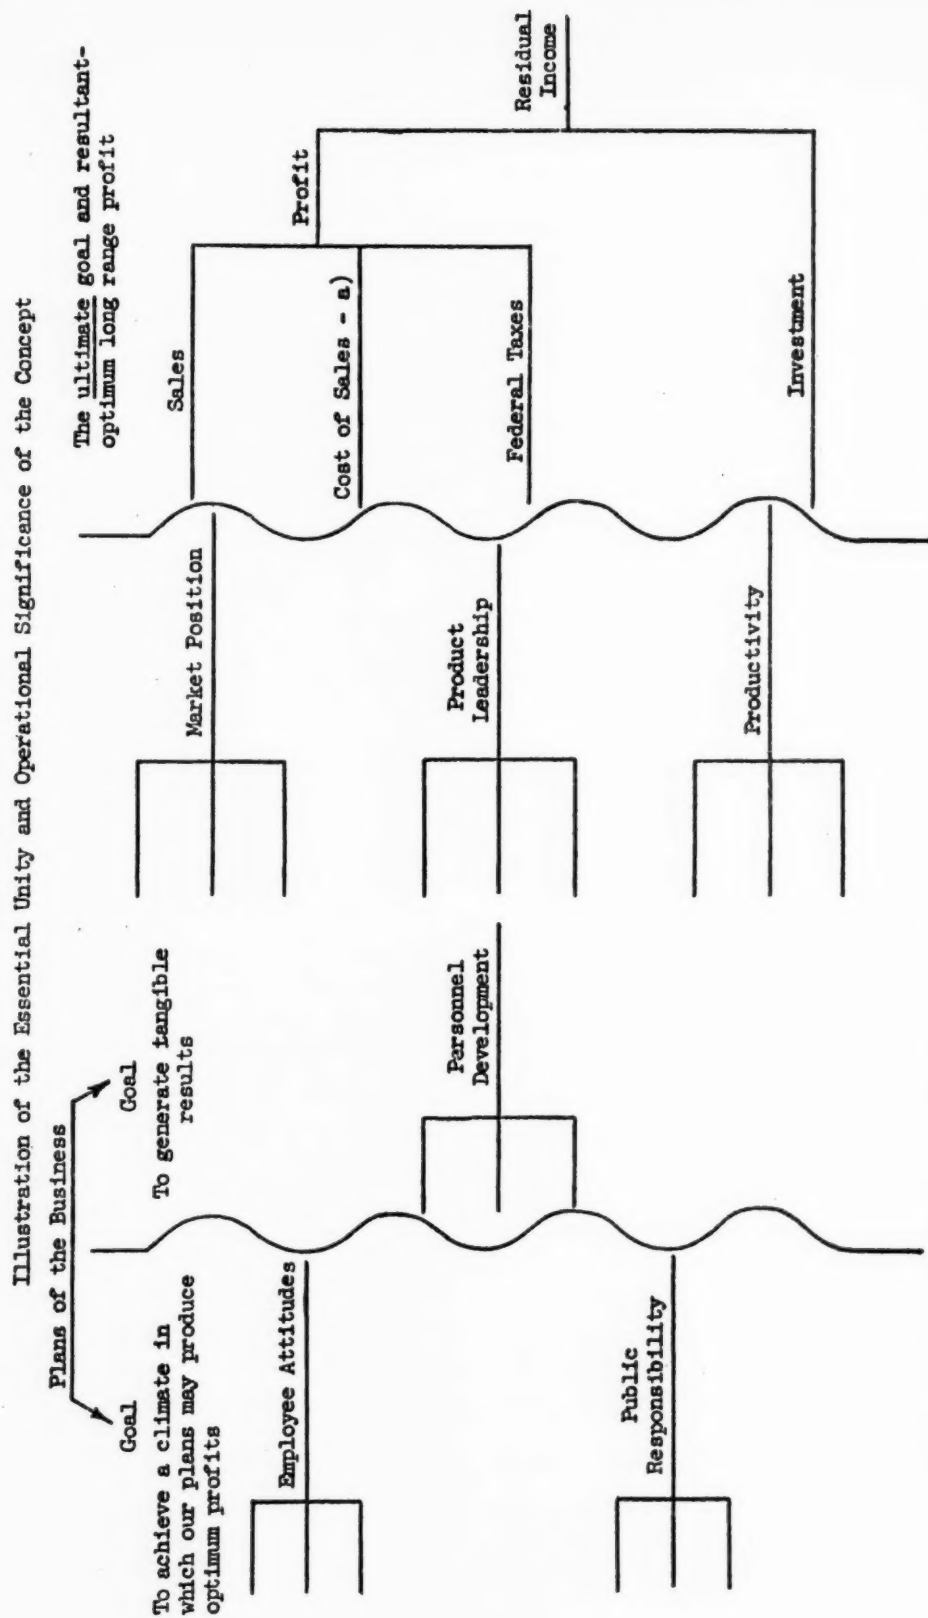 Illustration of the Essential Unity and Operational Significance of the Concept
Plans of the Business
Goal
To achieve a climate in
which our plans may produce
optimum profits
Goal
To generate tangible
results
The ultimate goal and resultant-
optimum long range profit
Employee Attitudes
Public
Responsibility
Parsonnel
Development
Market Position
Product
Leadership
Productivity
Sales
Cost of Sales - a)
Federal Taxes
Investment
Profit
Residual
Income